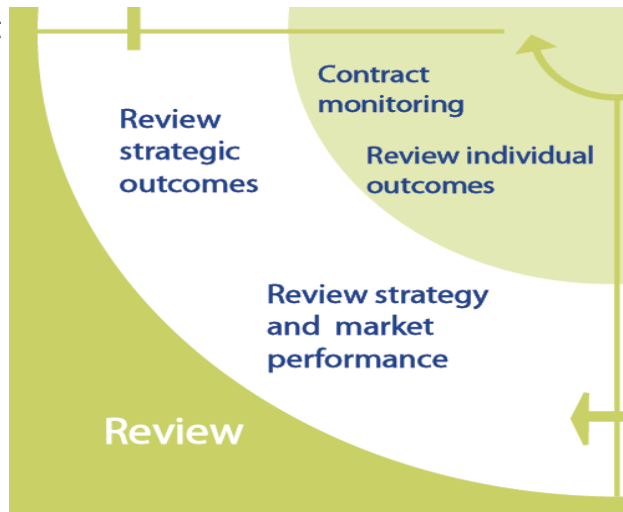 Contract
monitoring
Review
strategic
outcomes
Review individual
outcomes
Review strategy
and market
performance
Review